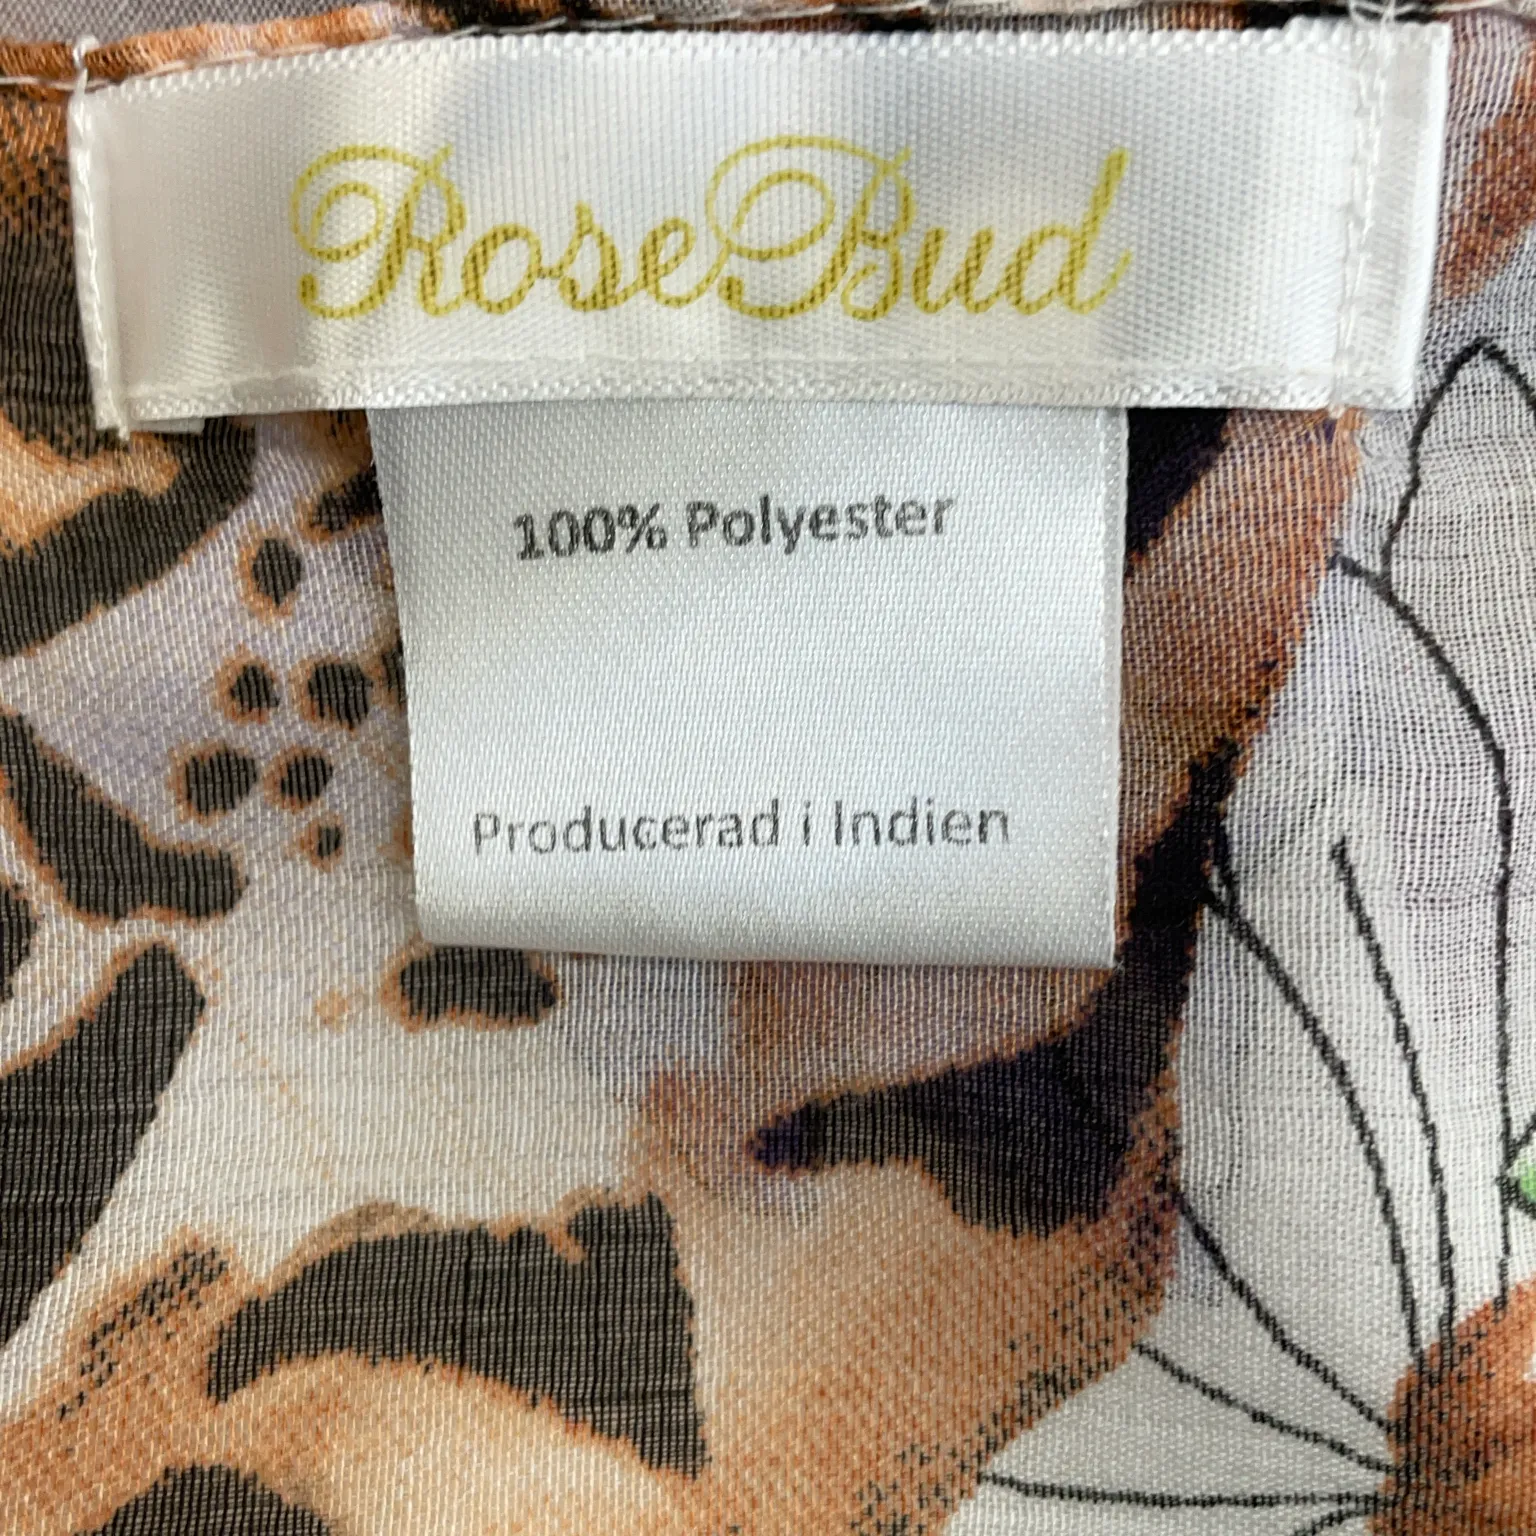 RoseBud
100% Polyester
Producerad i Indien